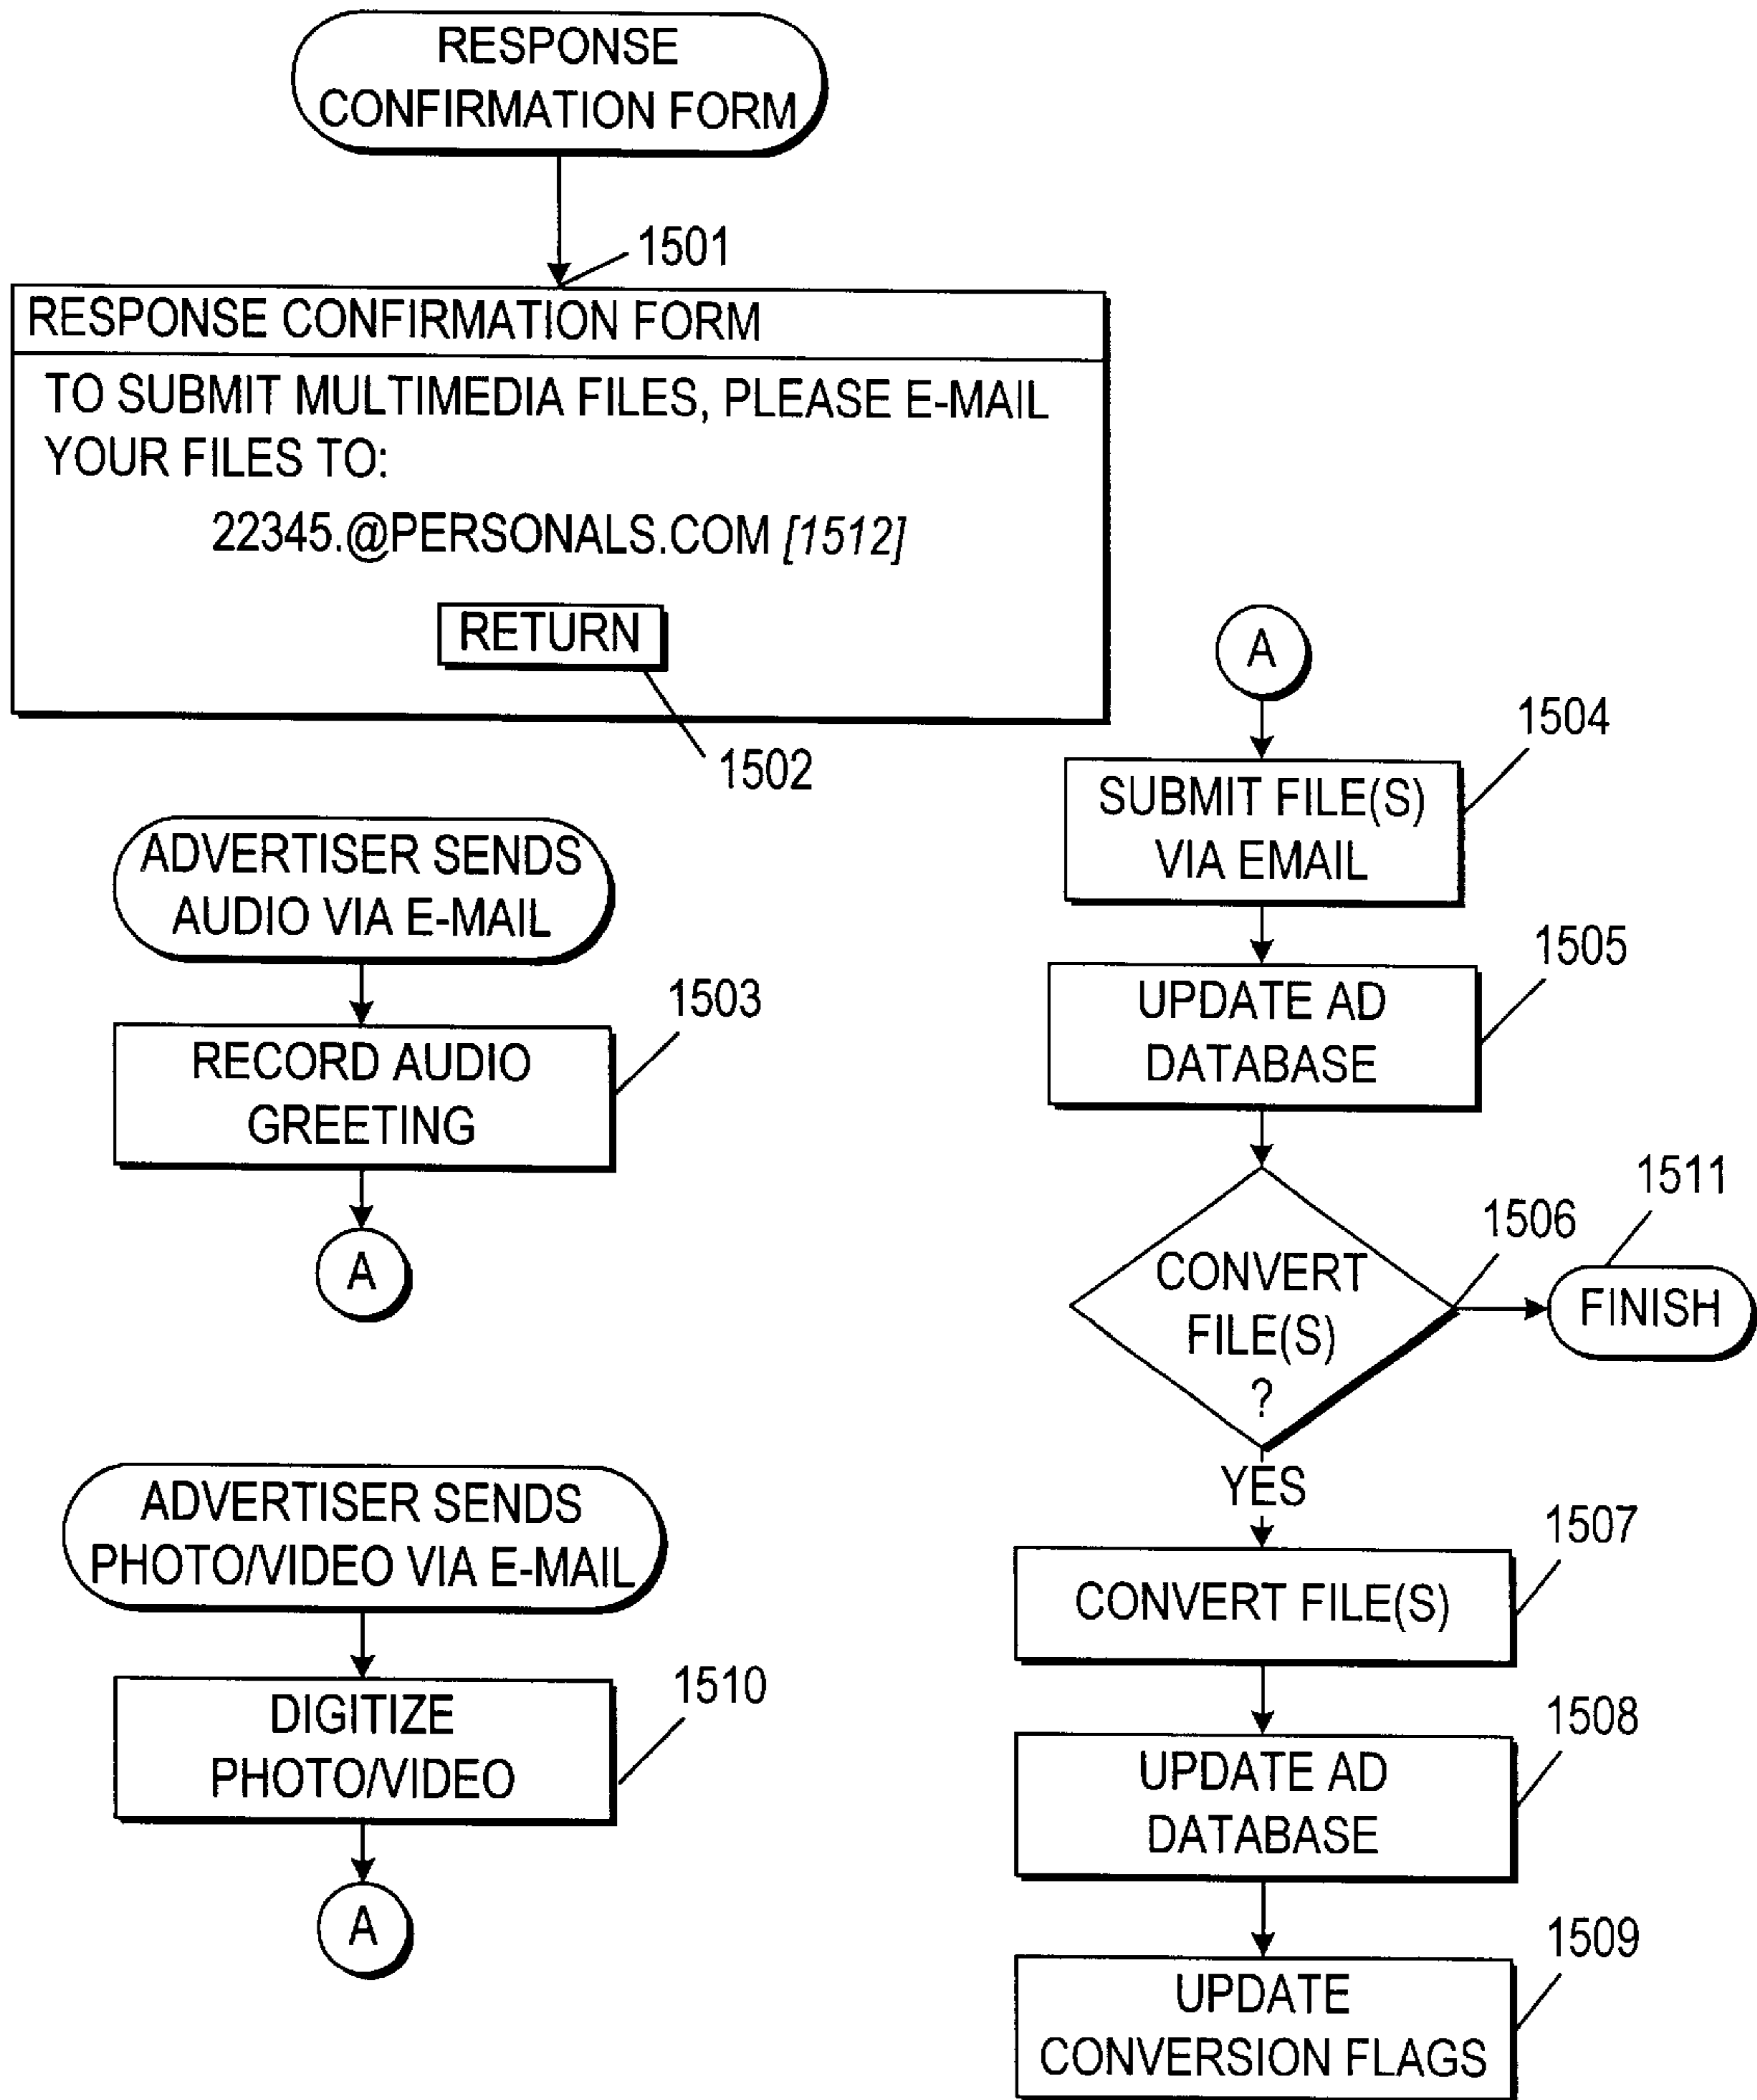 RESPONSE
CONFIRMATION FORM
1501
RESPONSE CONFIRMATION FORM
TO SUBMIT MULTIMEDIA FILES, PLEASE E-MAIL
YOUR FILES TO:
22345.@PERSONALS.COM [1512]
RETURN
1502
ADVERTISER SENDS
AUDIO VIA E-MAIL
1503
RECORD AUDIO
GREETING
A
ADVERTISER SENDS
PHOTO/VIDEO VIA E-MAIL
1510
DIGITIZE
PHOTO/VIDEO
A
A
1504
SUBMIT FILE(S)
VIA EMAIL
1505
UPDATE AD
DATABASE
1506
CONVERT
FILE(S)
?
1511
FINISH
YES
1507
CONVERT FILE(S)
1508
UPDATE AD
DATABASE
1509
UPDATE
CONVERSION FLAGS